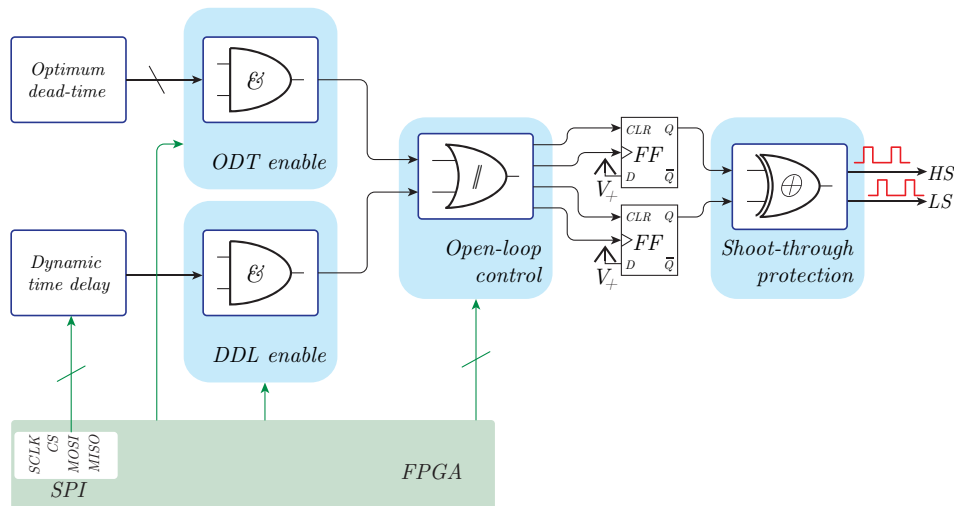 Optimum
dead-time
&
ODT enable
Dynamic
time delay
&
DDL enable
//
Open-loop
control
CLR Q
FF
D Q̅
V+
CLR Q
FF
D Q̅
V+
⊕
Shoot-through
protection
HS
LS
SCLK
CS
MOSI
MISO
SPI
FPGA